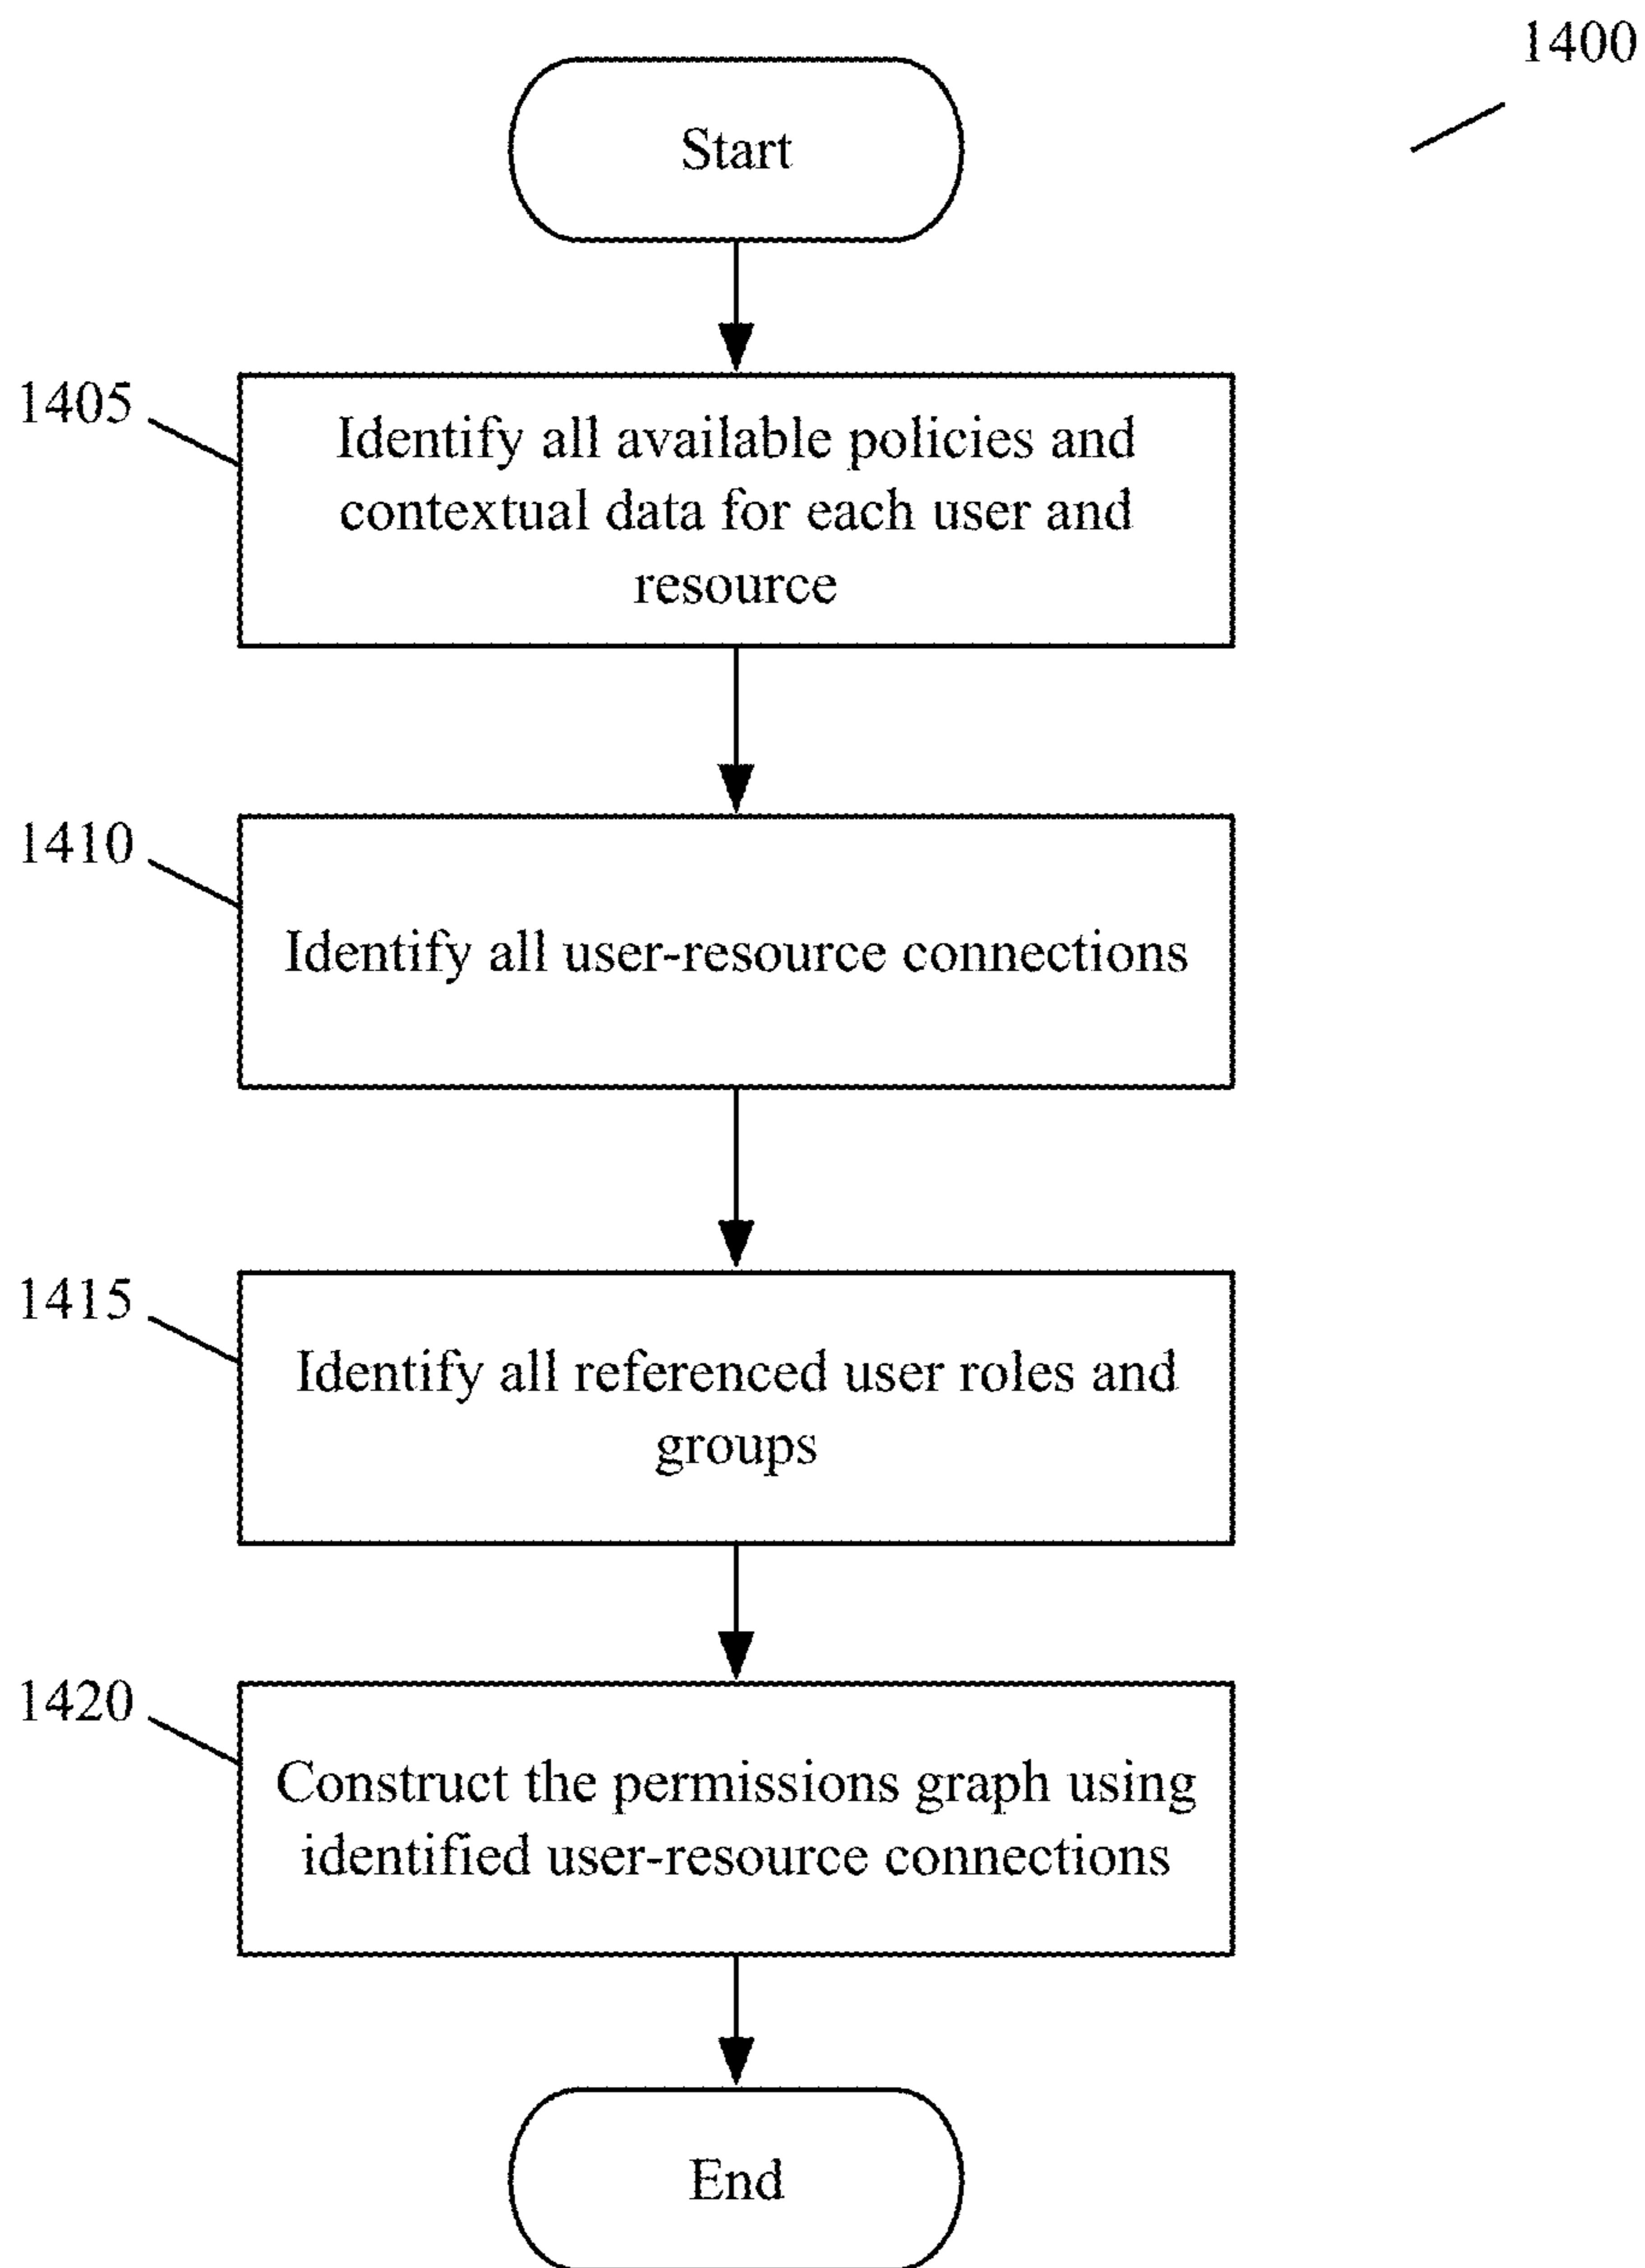 1400
Start
1405
Identify all available policies and
contextual data for each user and
resource
1410
Identify all user-resource connections
1415
Identify all referenced user roles and
groups
1420
Construct the permissions graph using
identified user-resource connections
End